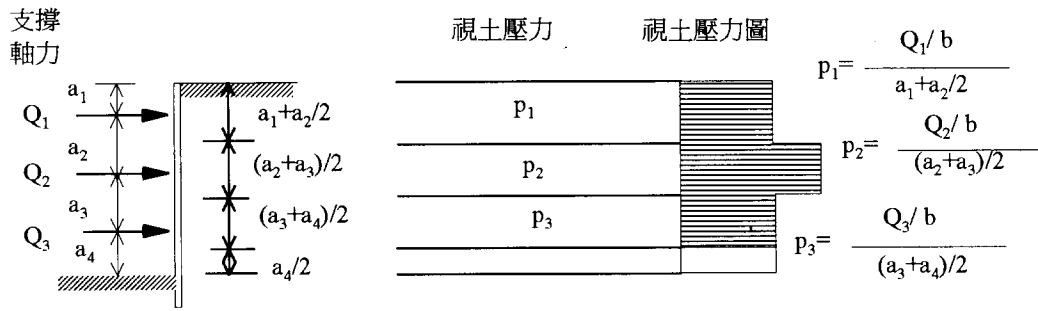 支撐
軸力
視土壓力
視土壓力圖
a₁
Q₁
a₂
Q₂
a₃
Q₃
a₄
a₁+a₂/2
(a₂+a₃)/2
(a₃+a₄)/2
a₄/2
p₁
p₂
p₃
p₁= Q₁/ b
a₁+a₂/2
p₂= Q₂/ b
(a₂+a₃)/2
p₃= Q₃/ b
(a₃+a₄)/2